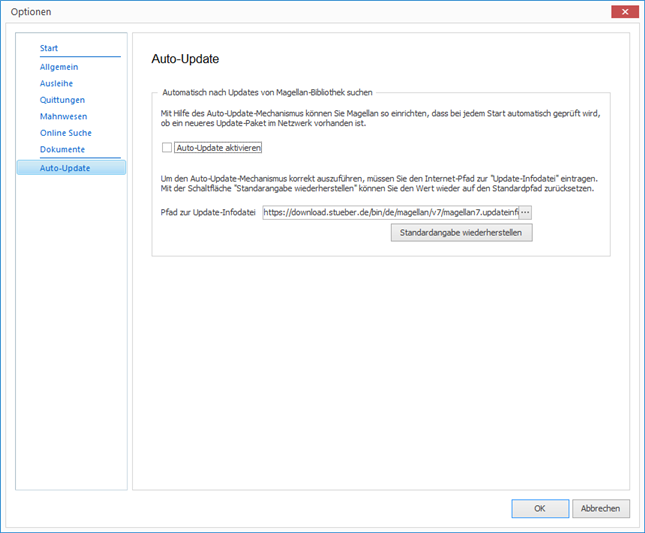 Optionen
Start
Allgemein
Ausleihe
Quittungen
Mahnwesen
Online Suche
Dokumente
Auto-Update
Auto-Update
Automatisch nach Updates von Magellan-Bibliothek suchen
Mit Hilfe des Auto-Update-Mechanismus können Sie Magellan so einrichten, dass bei jedem Start automatisch geprüft wird,
ob ein neueres Update-Paket im Netzwerk vorhanden ist.
Auto-Update aktivieren
Um den Auto-Update-Mechanismus korrekt auszuführen, müssen Sie den Internet-Pfad zur "Update-Infodatei" eintragen.
Mit der Schaltfläche "Standarangabe wiederherstellen" können Sie den Wert wieder auf den Standardpfad zurücksetzen.
Pfad zur Update-Infodatei https://download.stueber.de/bin/de/magellan/v7/magellan7.updateinf ...
Standardangabe wiederherstellen
OK Abbrechen